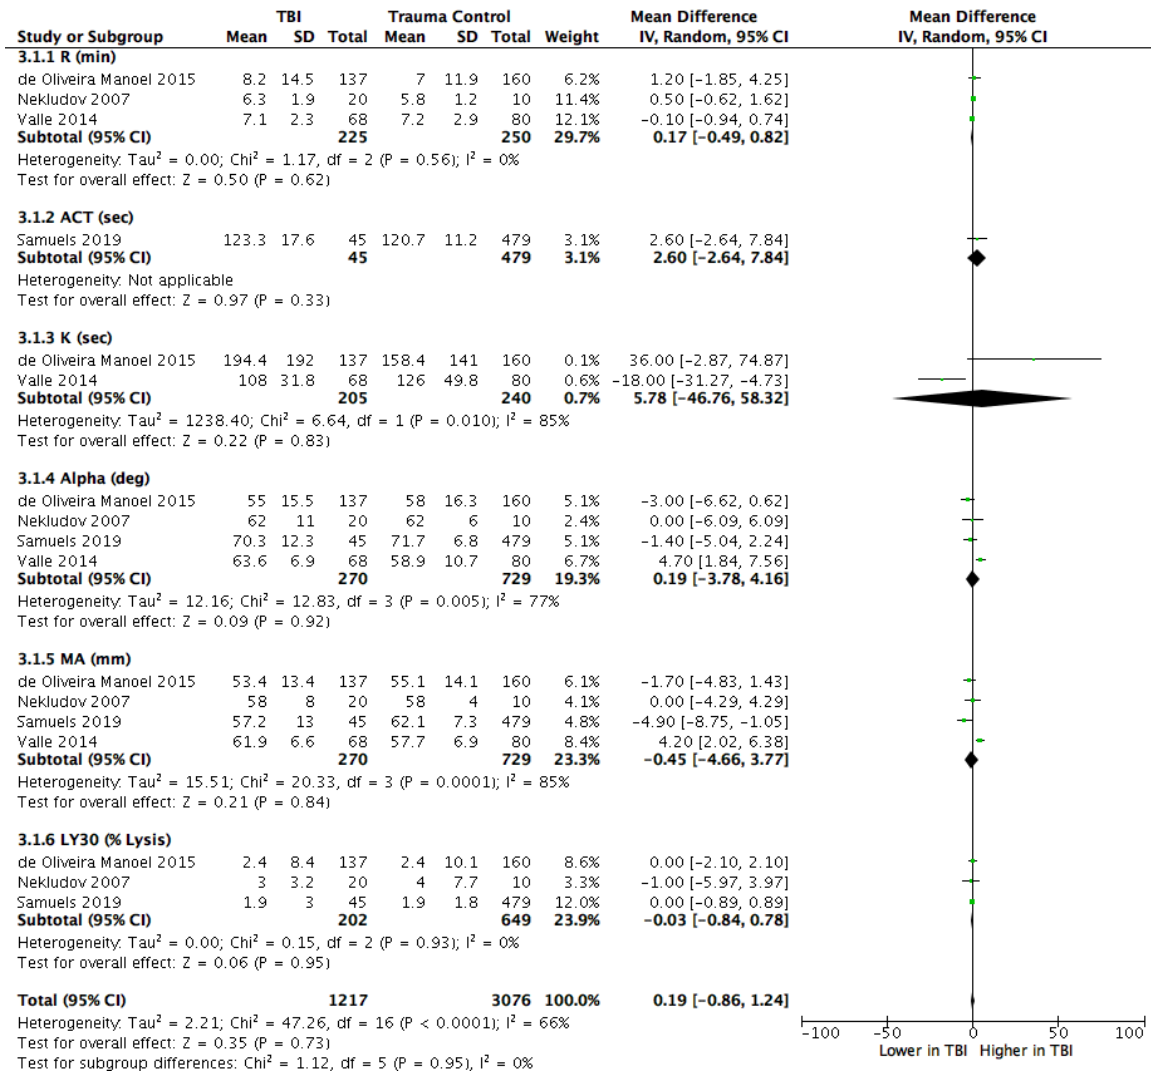 TBI Trauma Control Mean Difference Mean Difference
Study or Subgroup Mean SD Total Mean SD Total Weight IV, Random, 95% CI IV, Random, 95% CI
3.1.1 R (min)
de Oliveira Manoel 2015 8.2 14.5 137 7 11.9 160 6.2% 1.20 [−1.85, 4.25]
Nekludov 2007 6.3 1.9 20 5.8 1.2 10 11.4% 0.50 [−0.62, 1.62]
Valle 2014 7.1 2.3 68 7.2 2.9 80 12.1% −0.10 [−0.94, 0.74]
Subtotal (95% CI) 225 250 29.7% 0.17 [−0.49, 0.82]
Heterogeneity: Tau² = 0.00; Chi² = 1.17, df = 2 (P = 0.56); I² = 0%
Test for overall effect: Z = 0.50 (P = 0.62)
3.1.2 ACT (sec)
Samuels 2019 123.3 17.6 45 120.7 11.2 479 3.1% 2.60 [−2.64, 7.84]
Subtotal (95% CI) 45 479 3.1% 2.60 [−2.64, 7.84]
Heterogeneity: Not applicable
Test for overall effect: Z = 0.97 (P = 0.33)
3.1.3 K (sec)
de Oliveira Manoel 2015 194.4 192 137 158.4 141 160 0.1% 36.00 [−2.87, 74.87]
Valle 2014 108 31.8 68 126 49.8 80 0.6% −18.00 [−31.27, −4.73]
Subtotal (95% CI) 205 240 0.7% 5.78 [−46.76, 58.32]
Heterogeneity: Tau² = 1238.40; Chi² = 6.64, df = 1 (P = 0.010); I² = 85%
Test for overall effect: Z = 0.22 (P = 0.83)
3.1.4 Alpha (deg)
de Oliveira Manoel 2015 55 15.5 137 58 16.3 160 5.1% −3.00 [−6.62, 0.62]
Nekludov 2007 62 11 20 62 6 10 2.4% 0.00 [−6.09, 6.09]
Samuels 2019 70.3 12.3 45 71.7 6.8 479 5.1% −1.40 [−5.04, 2.24]
Valle 2014 63.6 6.9 68 58.9 10.7 80 6.7% 4.70 [1.84, 7.56]
Subtotal (95% CI) 270 729 19.3% 0.19 [−3.78, 4.16]
Heterogeneity: Tau² = 12.16; Chi² = 12.83, df = 3 (P = 0.005); I² = 77%
Test for overall effect: Z = 0.09 (P = 0.92)
3.1.5 MA (mm)
de Oliveira Manoel 2015 53.4 13.4 137 55.1 14.1 160 6.1% −1.70 [−4.83, 1.43]
Nekludov 2007 58 8 20 58 4 10 4.1% 0.00 [−4.29, 4.29]
Samuels 2019 57.2 13 45 62.1 7.3 479 4.8% −4.90 [−8.75, −1.05]
Valle 2014 61.9 6.6 68 57.7 6.9 80 8.4% 4.20 [2.02, 6.38]
Subtotal (95% CI) 270 729 23.3% −0.45 [−4.66, 3.77]
Heterogeneity: Tau² = 15.51; Chi² = 20.33, df = 3 (P = 0.0001); I² = 85%
Test for overall effect: Z = 0.21 (P = 0.84)
3.1.6 LY30 (% Lysis)
de Oliveira Manoel 2015 2.4 8.4 137 2.4 10.1 160 8.6% 0.00 [−2.10, 2.10]
Nekludov 2007 3 3.2 20 4 7.7 10 3.3% −1.00 [−5.97, 3.97]
Samuels 2019 1.9 3 45 1.9 1.8 479 12.0% 0.00 [−0.89, 0.89]
Subtotal (95% CI) 202 649 23.9% −0.03 [−0.84, 0.78]
Heterogeneity: Tau² = 0.00; Chi² = 0.15, df = 2 (P = 0.93); I² = 0%
Test for overall effect: Z = 0.06 (P = 0.95)
Total (95% CI) 1217 3076 100.0% 0.19 [−0.86, 1.24]
Heterogeneity: Tau² = 2.21; Chi² = 47.26, df = 16 (P < 0.0001); I² = 66%
Test for overall effect: Z = 0.35 (P = 0.73)
Test for subgroup differences: Chi² = 1.12, df = 5 (P = 0.95), I² = 0%
−100 −50 0 50 100
Lower in TBI Higher in TBI